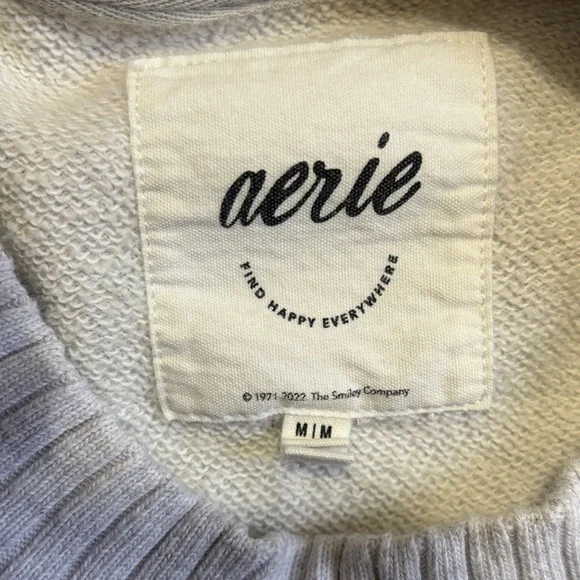 aerie
FIND HAPPY EVERYWHERE
© 1971-2022 The Smiley Company
M|M